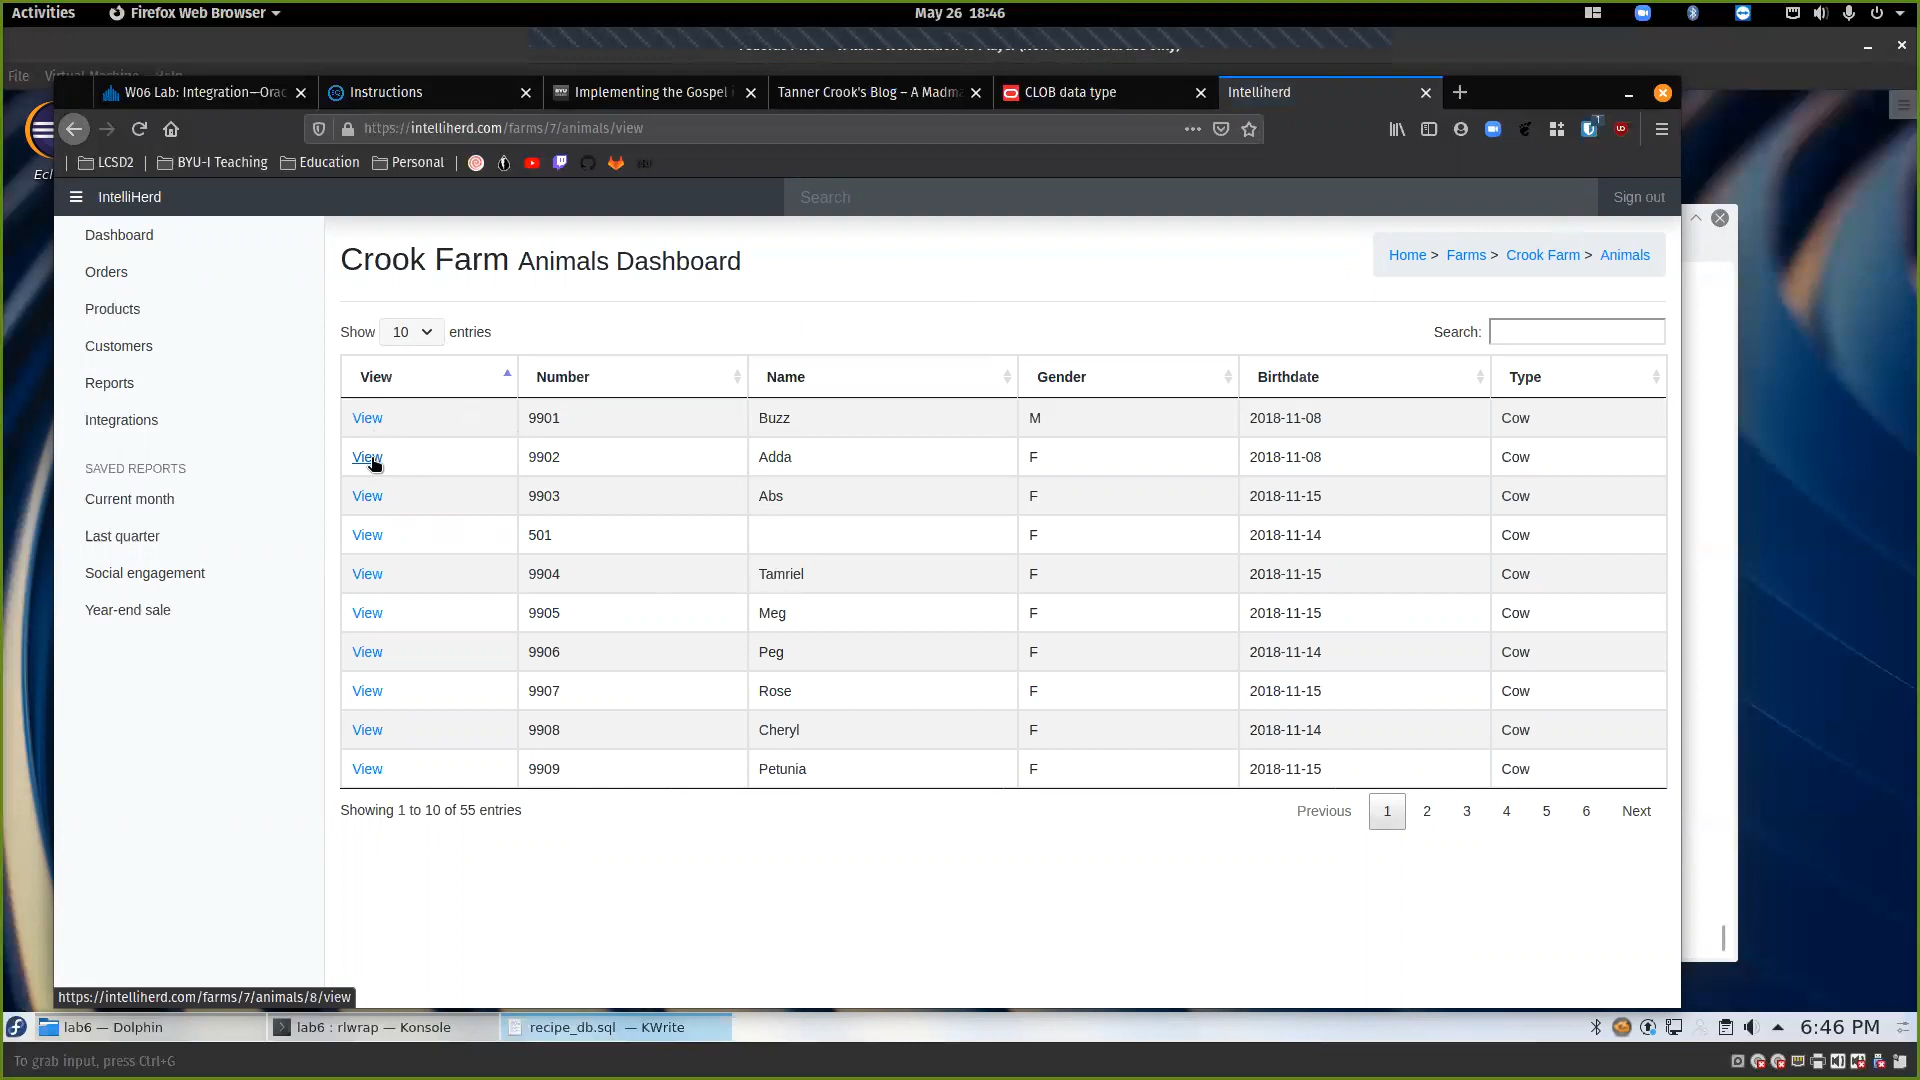 Activities Firefox Web Browser May 26 18:46
File Virtual Machine Help
W06 Lab: Integration—Orac Instructions Implementing the Gospel i Tanner Crook's Blog – A Madma CLOB data type Intelliherd
https://intelliherd.com/farms/7/animals/view
LCSD2 BYU-I Teaching Education Personal
Ecl
IntelliHerd Search Sign out
Dashboard
Orders
Products
Customers
Reports
Integrations
SAVED REPORTS
Current month
Last quarter
Social engagement
Year-end sale
Crook Farm Animals Dashboard
Home > Farms > Crook Farm > Animals
Show 10 entries Search:
View Number Name Gender Birthdate Type
View 9901 Buzz M 2018-11-08 Cow
View 9902 Adda F 2018-11-08 Cow
View 9903 Abs F 2018-11-15 Cow
View 501 F 2018-11-14 Cow
View 9904 Tamriel F 2018-11-15 Cow
View 9905 Meg F 2018-11-15 Cow
View 9906 Peg F 2018-11-14 Cow
View 9907 Rose F 2018-11-15 Cow
View 9908 Cheryl F 2018-11-14 Cow
View 9909 Petunia F 2018-11-15 Cow
Showing 1 to 10 of 55 entries Previous 1 2 3 4 5 6 Next
https://intelliherd.com/farms/7/animals/8/view
lab6 — Dolphin lab6 : rlwrap — Konsole recipe_db.sql — KWrite 6:46 PM
To grab input, press Ctrl+G